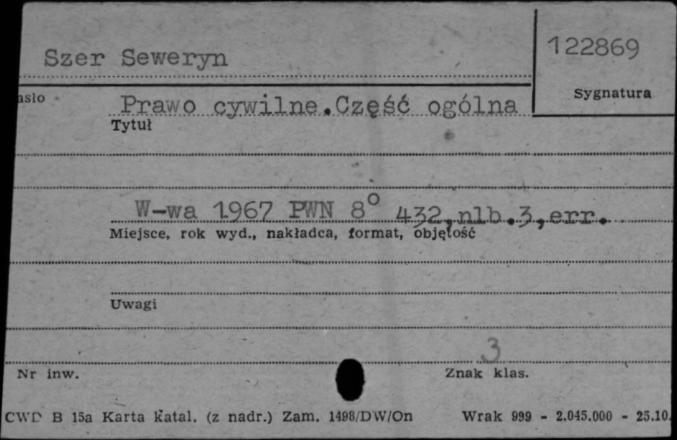 Szer Seweryn
122869
Sygnatura
asło
Prawo cywilne.Część ogólna
Tytuł
W-wa 1967 PWN 8° 432,nlb.3,err.
Miejsce, rok wyd., nakładca, format, objętość
Uwagi
3
Nr inw.
Znak klas.
CWD B 15a Karta Katal. (z nadr.) Zam. 1498/DW/On
Wrak 999 - 2.045.000 - 25.10.